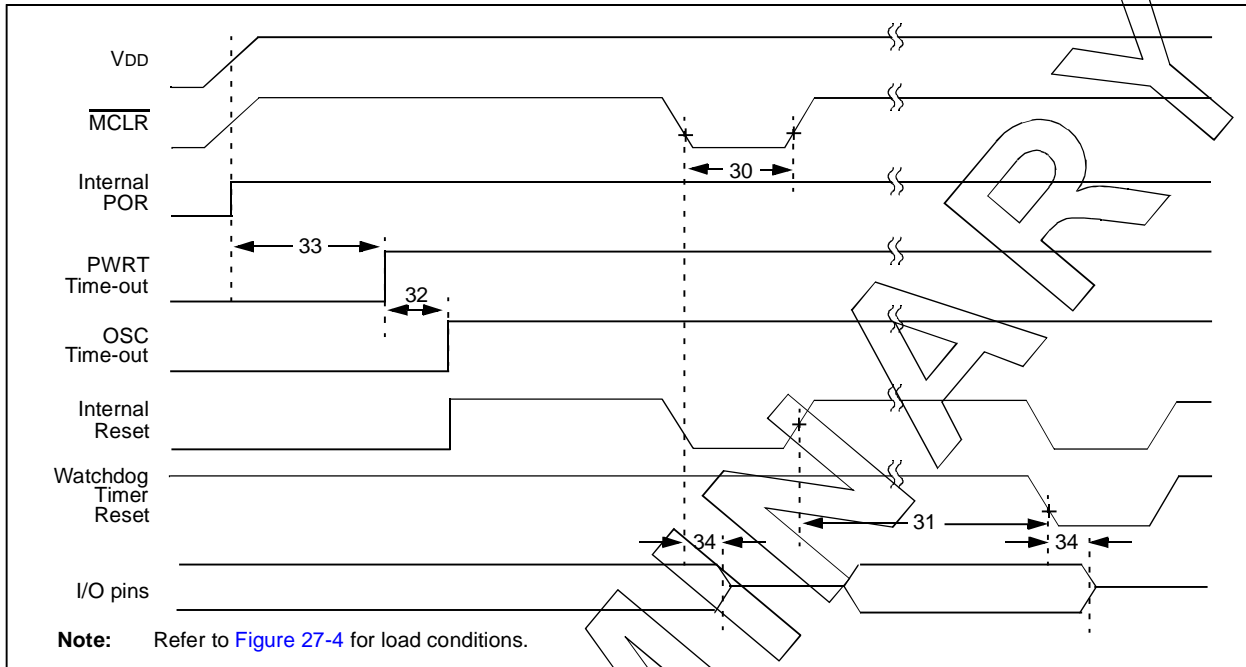 VDD
MCLR
30
Internal
POR
33
PWRT
Time-out
32
OSC
Time-out
Internal
Reset
Watchdog
Timer
Reset
31
34
34
I/O pins
Note: Refer to Figure 27-4 for load conditions.